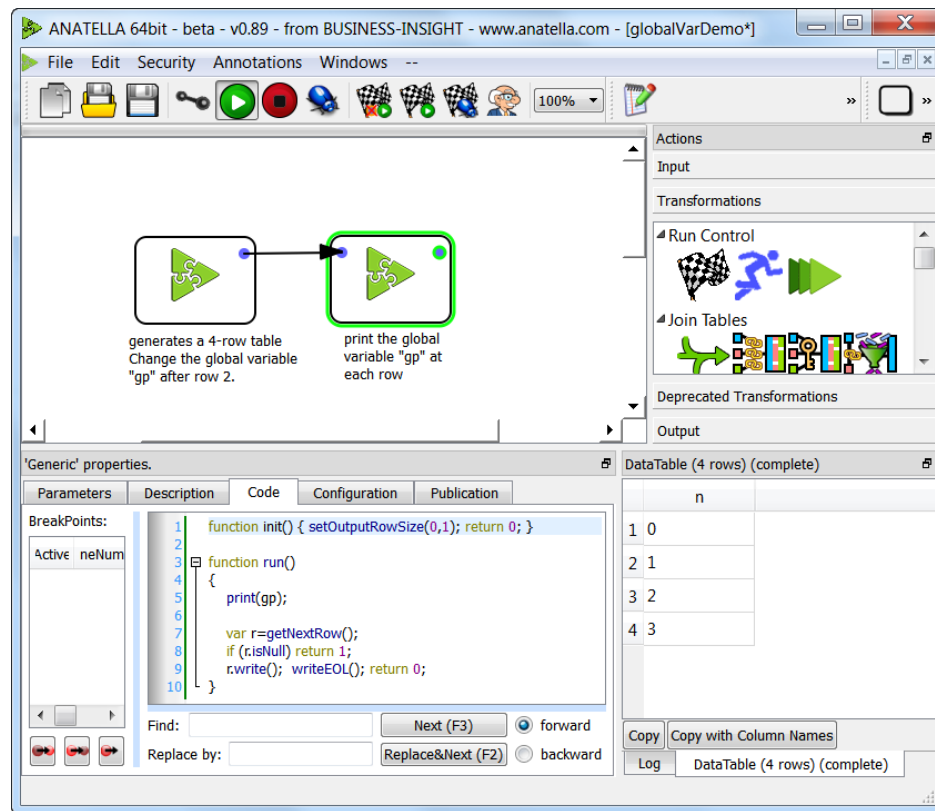 ANATELLA 64bit - beta - v0.89 - from BUSINESS-INSIGHT - www.anatella.com - [globalVarDemo*]
File Edit Security Annotations Windows --
100% » »
Actions
Input
Transformations
Run Control
Join Tables
Deprecated Transformations
Output
generates a 4-row table
Change the global variable
"gp" after row 2.
print the global
variable "gp" at
each row
'Generic' properties.
Parameters Description Code Configuration Publication
BreakPoints:
Active neNum
1 function init() { setOutputRowSize(0,1); return 0; }
2
3 function run()
4 {
5 print(gp);
6
7 var r=getNextRow();
8 if (r.isNull) return 1;
9 r.write(); writeEOL(); return 0;
10 }
Find: Next (F3) forward
Replace by: Replace&Next (F2) backward
DataTable (4 rows) (complete)
n
1 0
2 1
3 2
4 3
Copy Copy with Column Names
Log DataTable (4 rows) (complete)